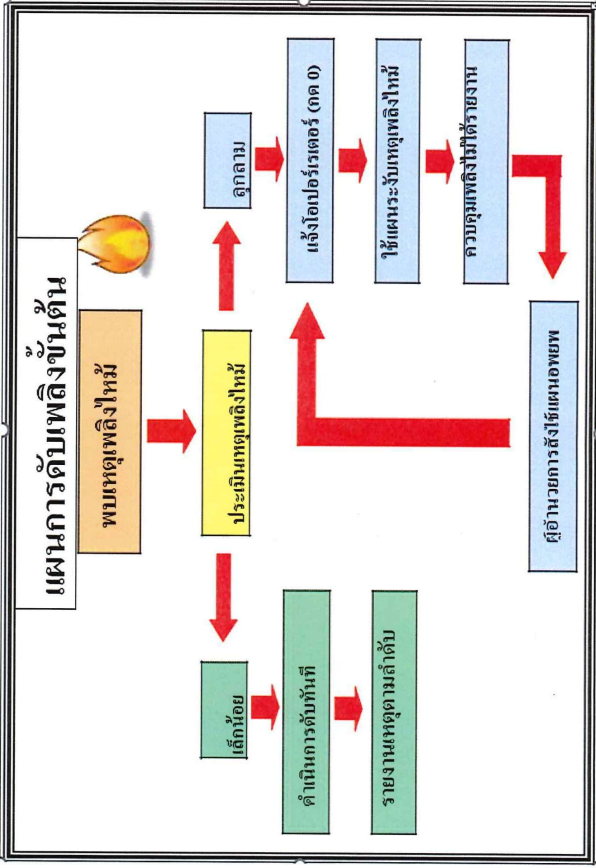 แผนการดับเพลิงขั้นต้น
พบเหตุเพลิงไหม้
ประเมินเหตุเพลิงไหม้
เล็กน้อย
ดำเนินการดับทันที
รายงานเหตุตามลำดับ
ลุกลาม
แจ้งโอเปอร์เรเตอร์ (กด 0)
ใช้แผนระงับเหตุเพลิงไหม้
ควบคุมเพลิงไม่ได้รายงาน
ผู้อำนวยการสั่งใช้แผนอพยพ